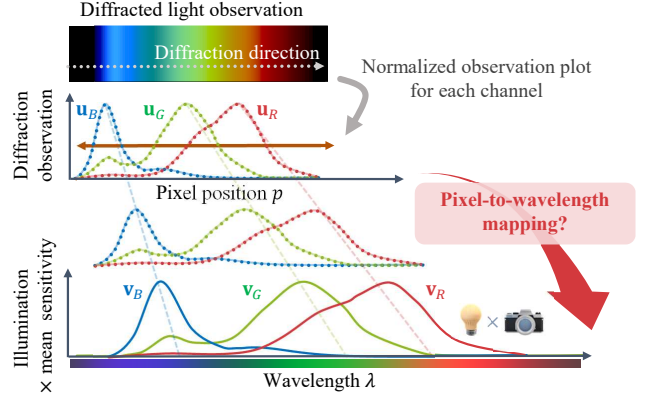 Diffracted light observation
Diffraction direction
Normalized observation plot
for each channel
Diffraction
observation
u_B
u_G
u_R
Pixel position p
Pixel-to-wavelength
mapping?
Illumination
× mean sensitivity
v_B
v_G
v_R
×
Wavelength λ